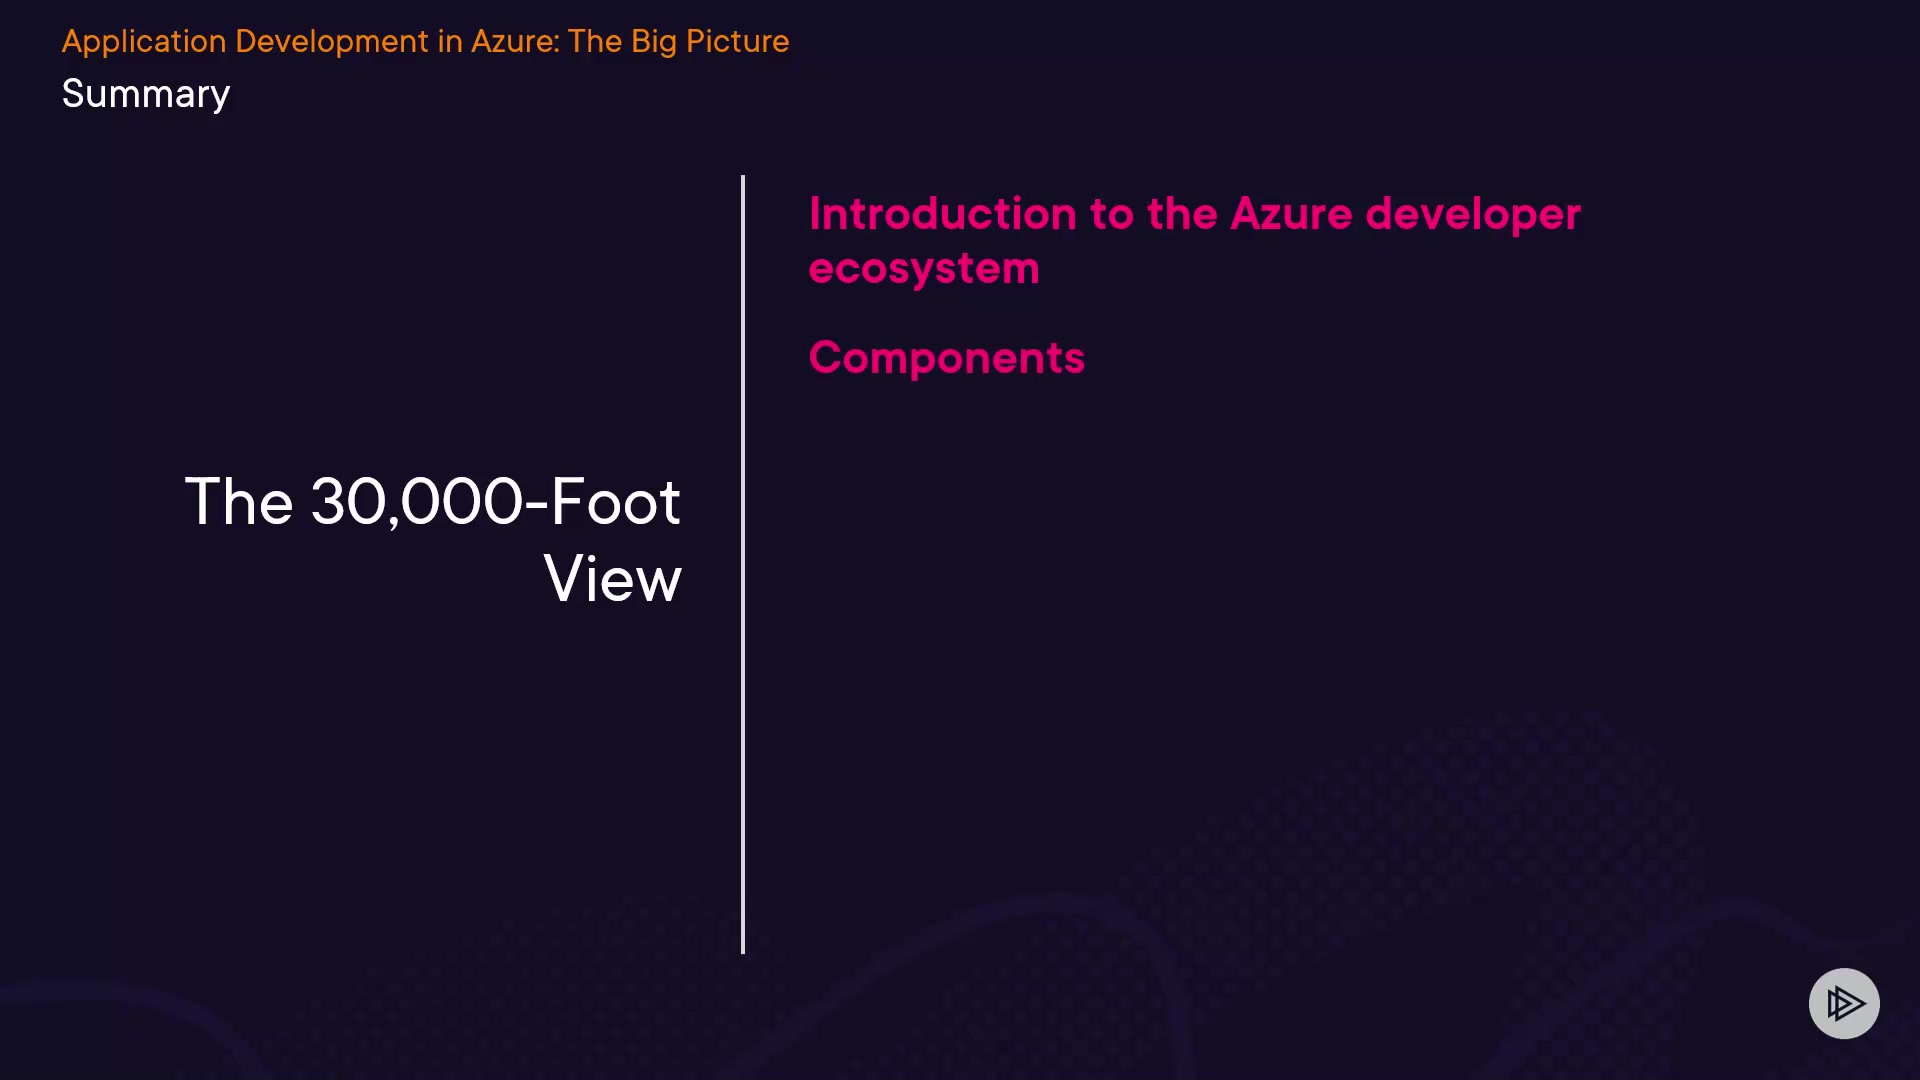 Application Development in Azure: The Big Picture
Summary
The 30,000-Foot
View
Introduction to the Azure developer
ecosystem
Components